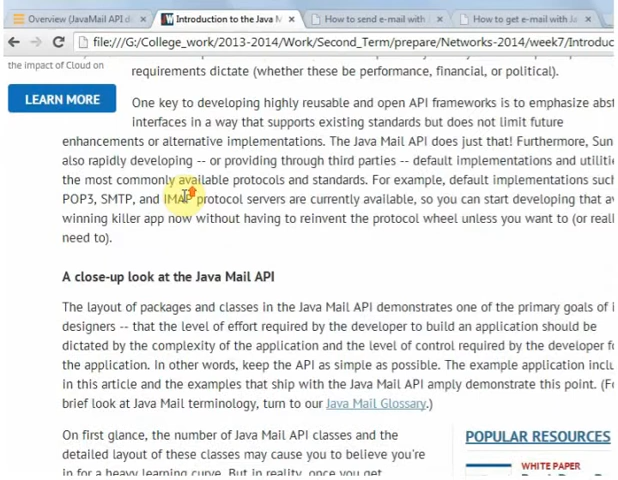 Overview (JavaMail API d
Introduction to the Java M
How to send e-mail with
How to get e-mail with Ja
file:///G:/College_work/2013-2014/Work/Second_Term/prepare/Networks-2014/week7/Introduc
the impact of Cloud on
LEARN MORE
requirements dictate (whether these be performance, financial, or political).
One key to developing highly reusable and open API frameworks is to emphasize abst
interfaces in a way that supports existing standards but does not limit future
enhancements or alternative implementations. The Java Mail API does just that! Furthermore, Sun
also rapidly developing -- or providing through third parties -- default implementations and utilitie
the most commonly available protocols and standards. For example, default implementations such
POP3, SMTP, and IMAP protocol servers are currently available, so you can start developing that a
winning killer app now without having to reinvent the protocol wheel unless you want to (or reall
need to).
A close-up look at the Java Mail API
The layout of packages and classes in the Java Mail API demonstrates one of the primary goals of i
designers -- that the level of effort required by the developer to build an application should be
dictated by the complexity of the application and the level of control required by the developer fo
the application. In other words, keep the API as simple as possible. The example application inclu
in this article and the examples that ship with the Java Mail API amply demonstrate this point. (Fo
brief look at Java Mail terminology, turn to our Java Mail Glossary.)
On first glance, the number of Java Mail API classes and the
detailed layout of these classes may cause you to believe you're
in for a heavy learning curve. But in reality, once you get
POPULAR RESOURCES
WHITE PAPER